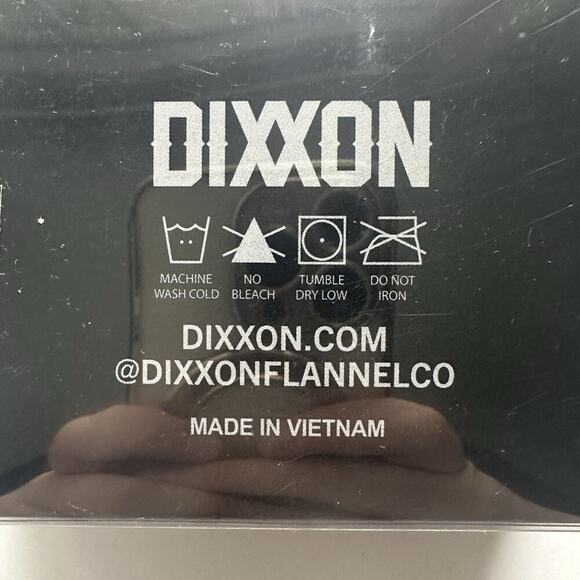 DIXXON
MACHINE WASH COLD
NO BLEACH
TUMBLE DRY LOW
DO NOT IRON
DIXXON.COM
@DIXXONFLANNELCO
MADE IN VIETNAM